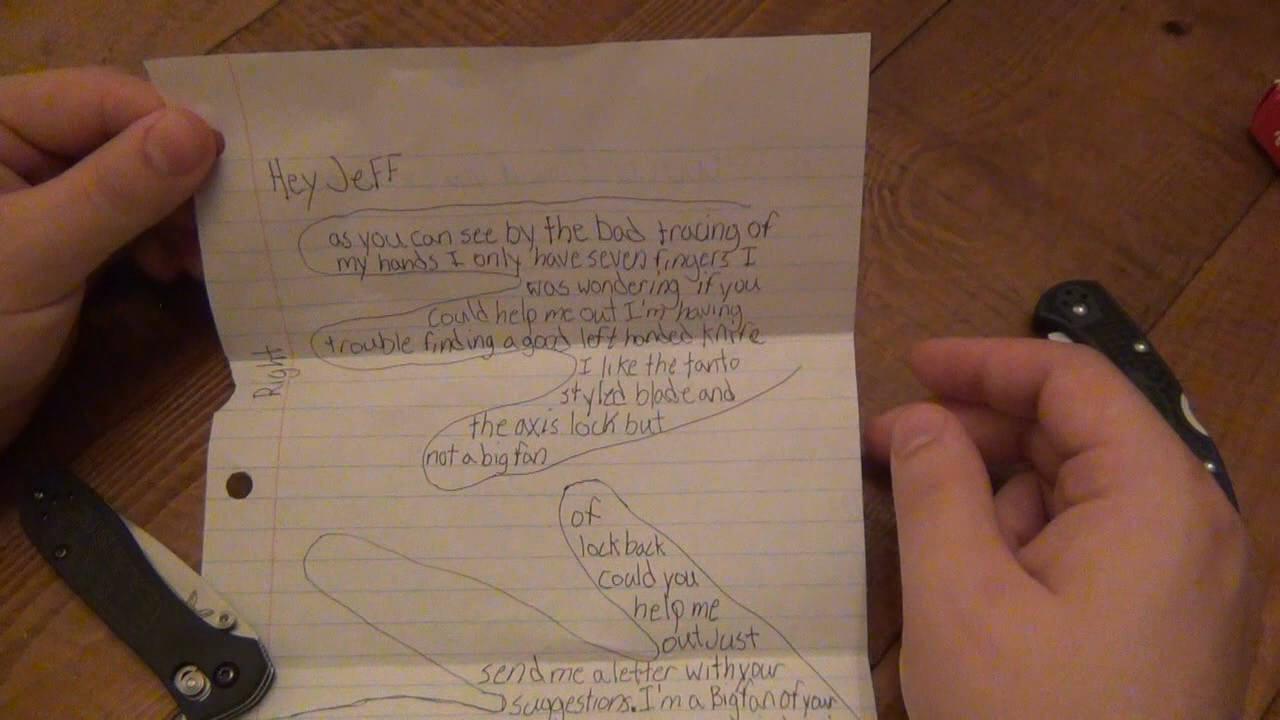 Hey Jeff
as you can see by the bad tracing of
my hands I only have seven fingers I
was wondering if you
could help me out I'm having
trouble finding a good left handed knife
I like the tanto
styled blade and
the axis lock but
not a big fan
of
lock back
could you
help me
out Just
send me a letter with your
suggestions. I'm a Big fan of your
Right